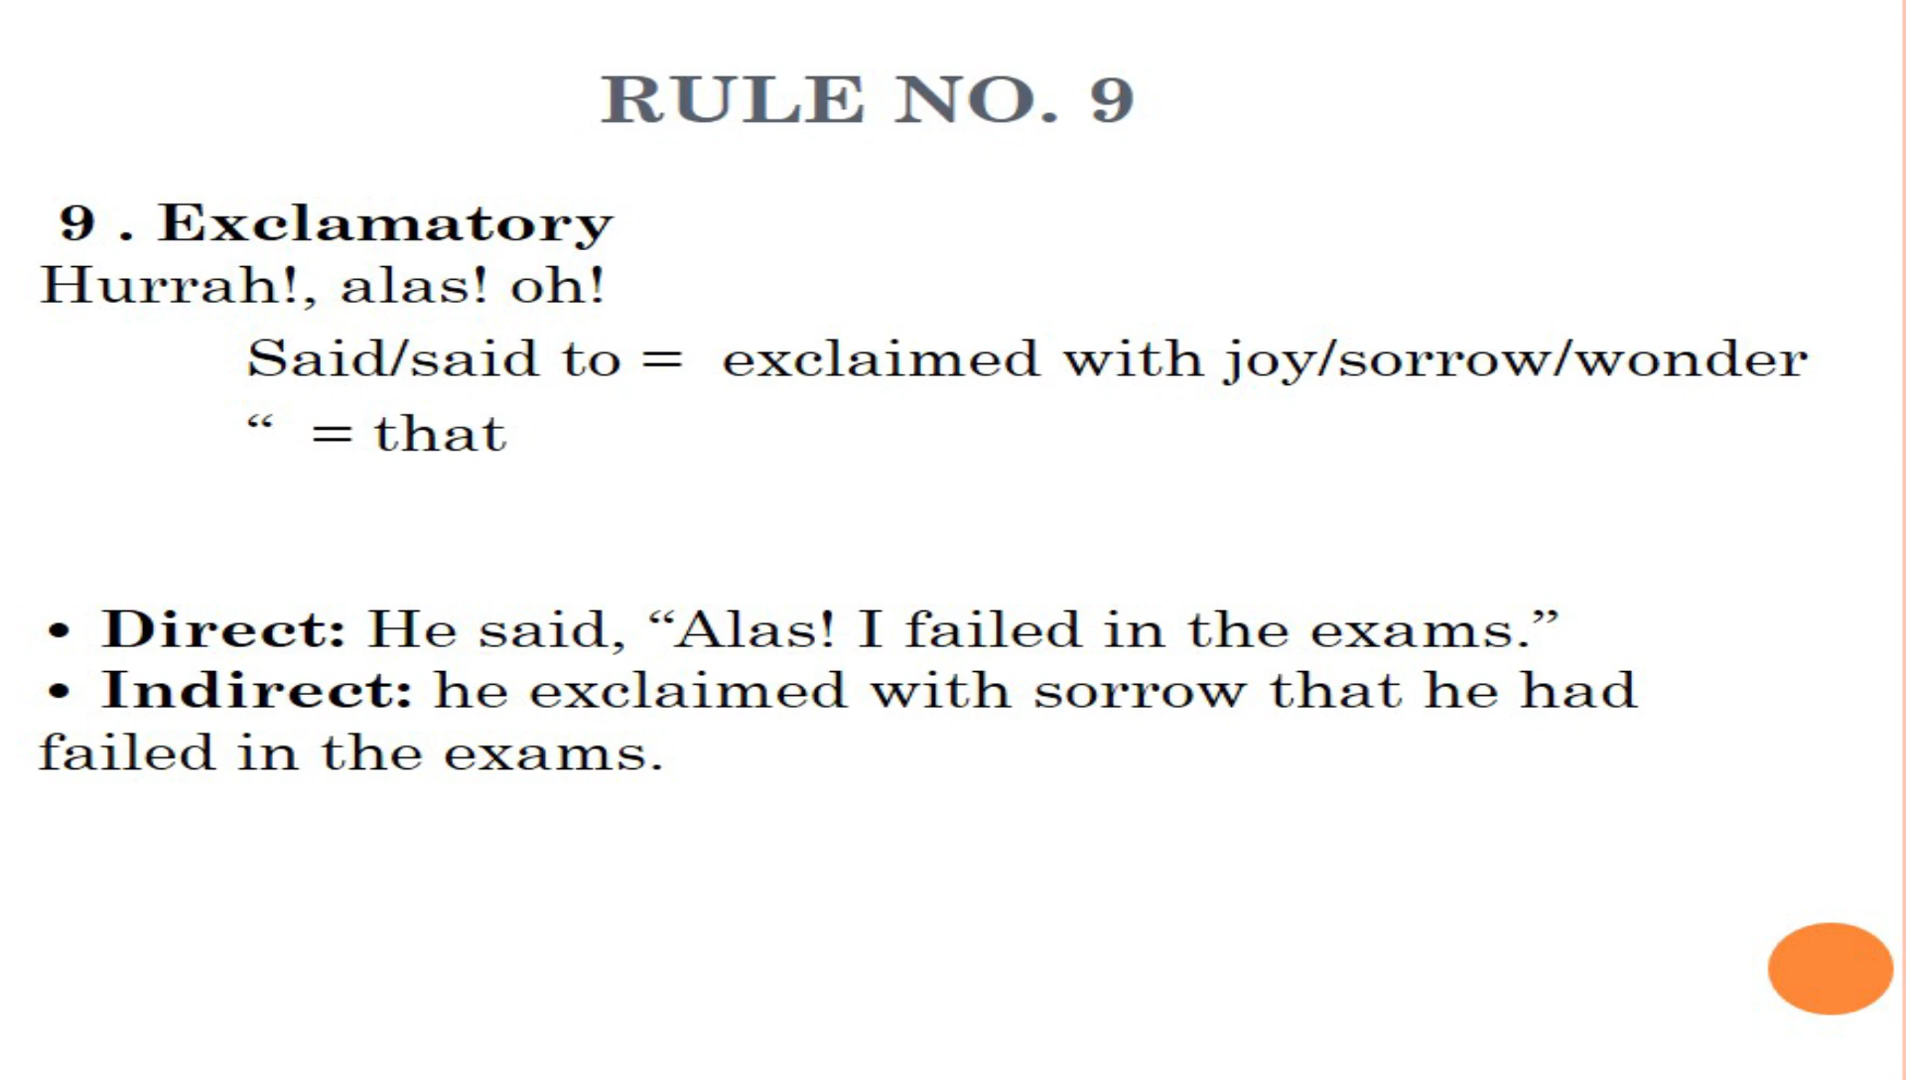 RULE NO. 9
9 . Exclamatory
Hurrah!, alas! oh!
Said/said to = exclaimed with joy/sorrow/wonder
“ = that
• Direct: He said, “Alas! I failed in the exams.”
• Indirect: he exclaimed with sorrow that he had
failed in the exams.